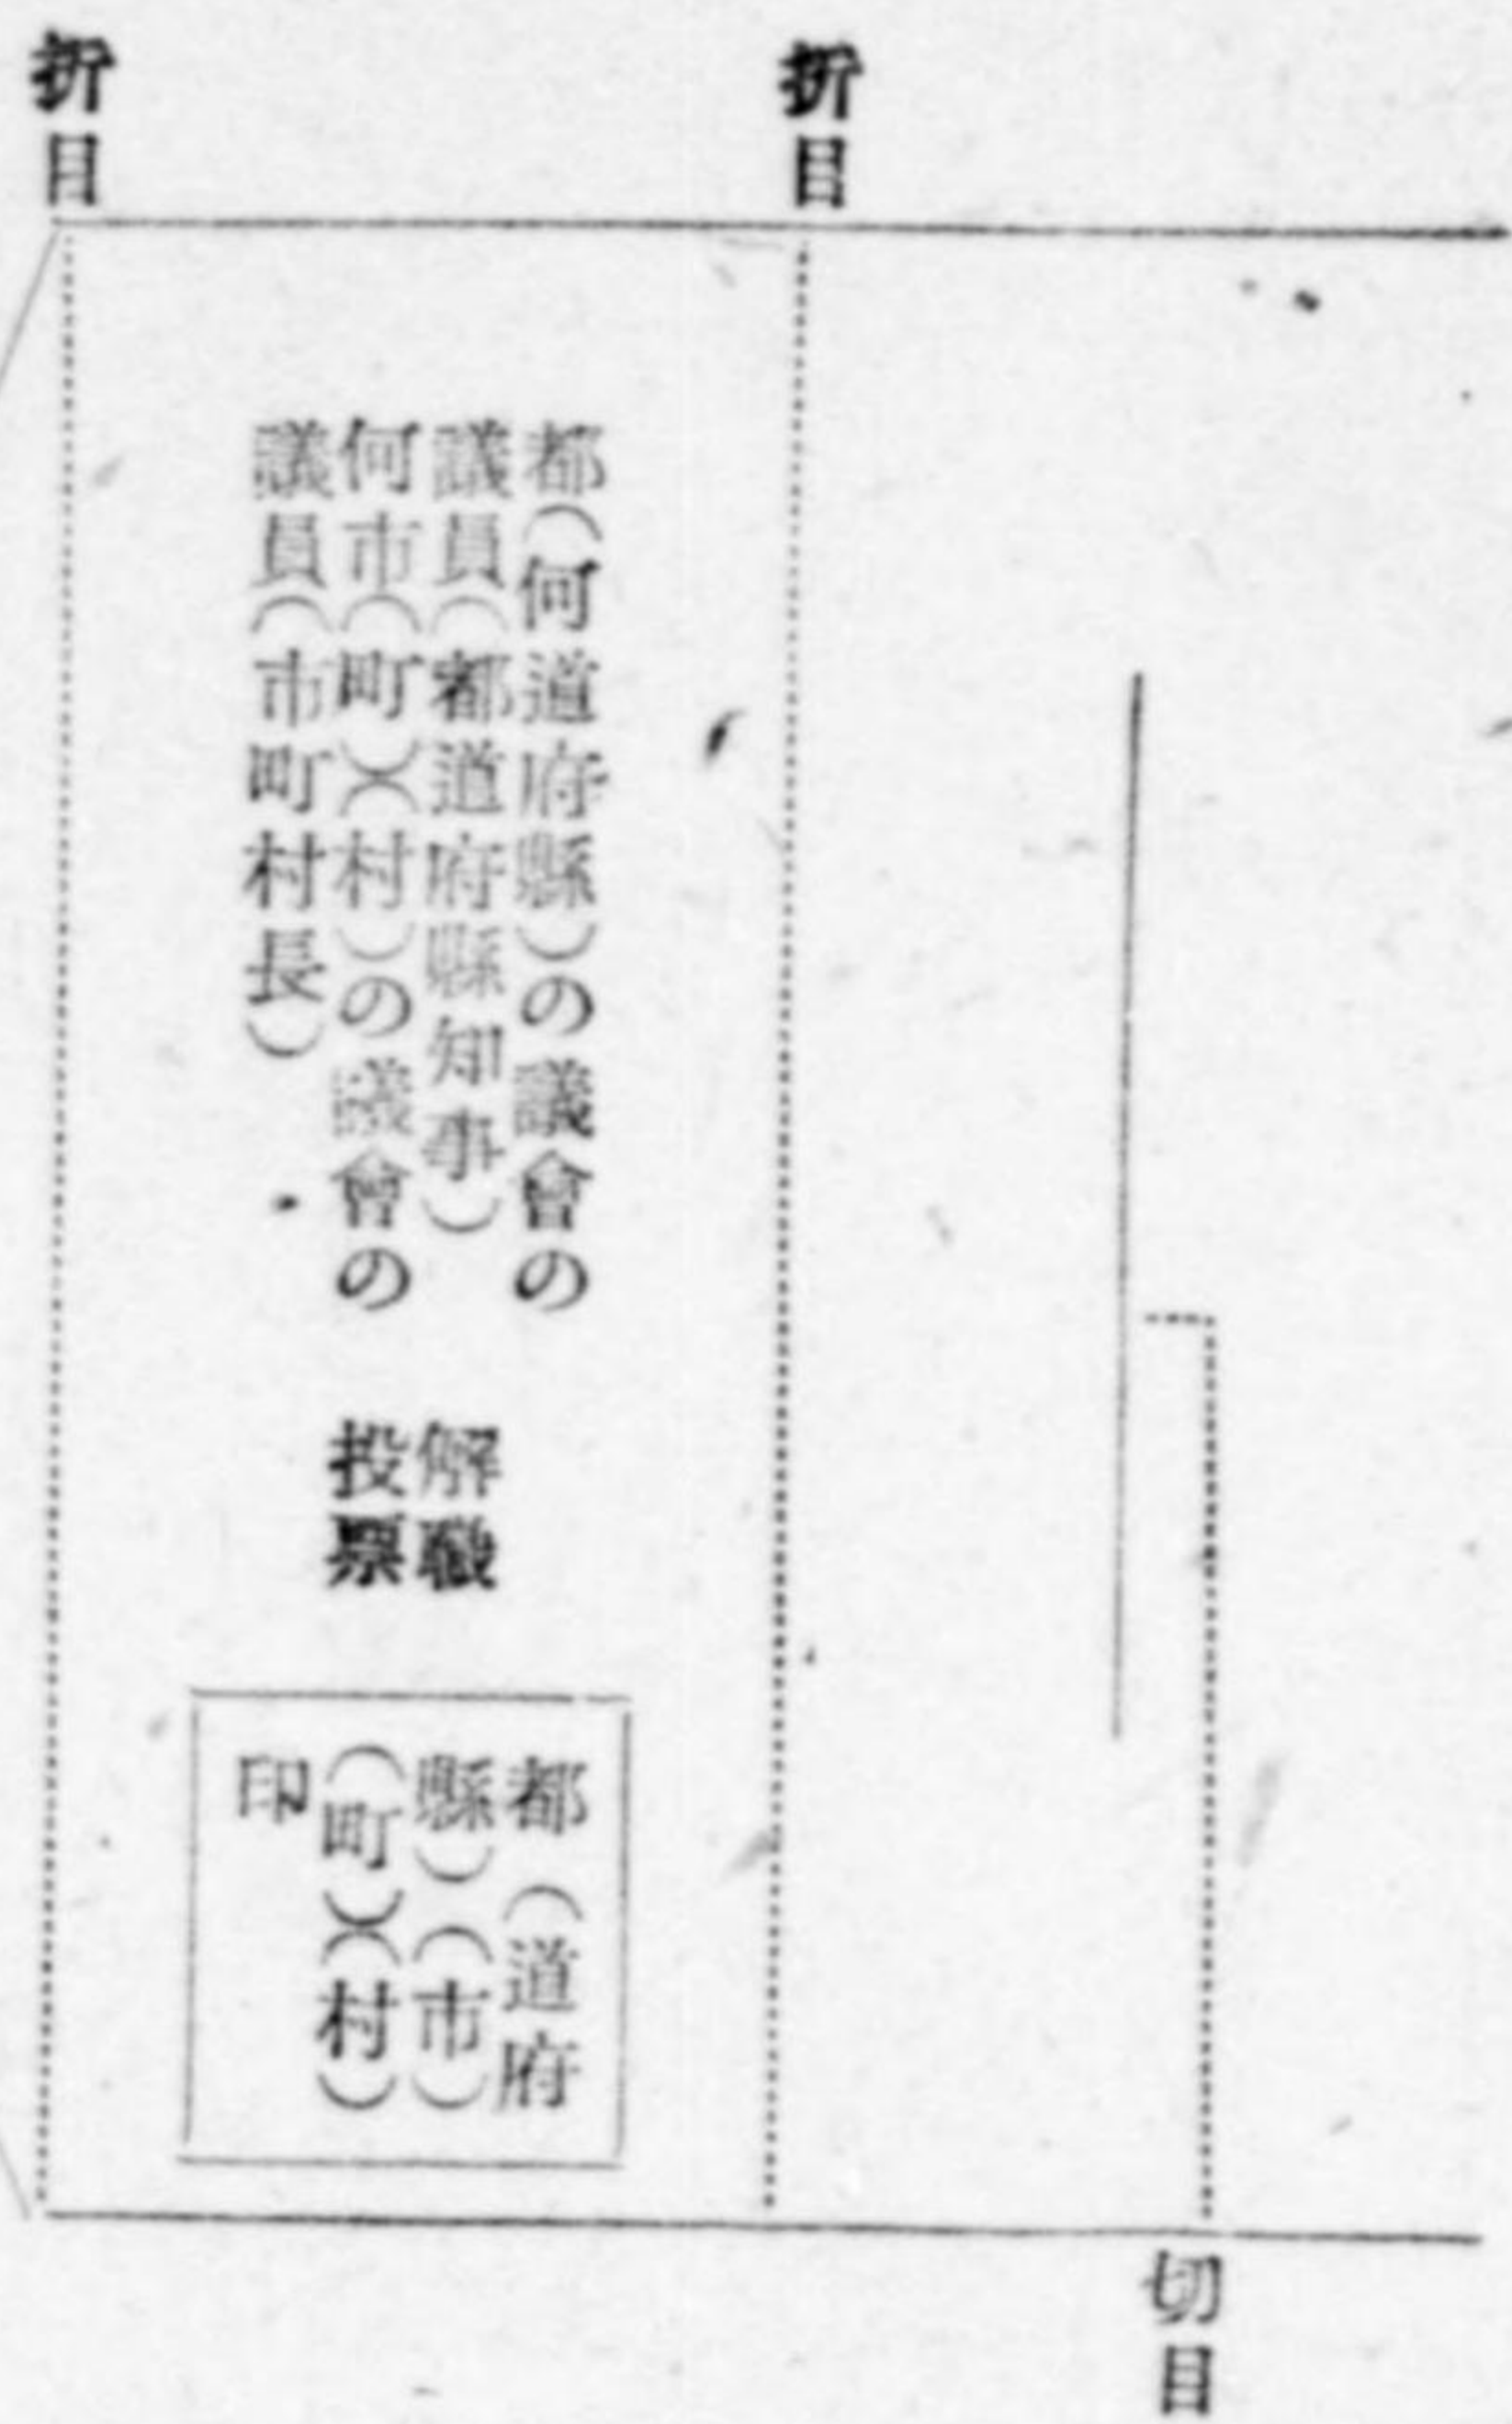 折目
切目
折目
都(何道府縣)の議會の
議員(都道府縣知事)
何市(町)(村)の議會の
議員(市町村長)
解職
投票
都(道府
縣)(市)
(町)(村)
印